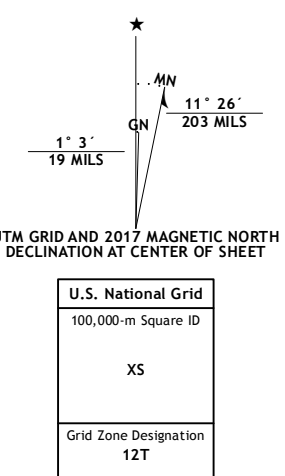 ★
MN
11° 26´
203 MILS
GN
1° 3´
19 MILS
UTM GRID AND 2017 MAGNETIC NORTH
DECLINATION AT CENTER OF SHEET
U.S. National Grid
100,000-m Square ID
XS
Grid Zone Designation
12T